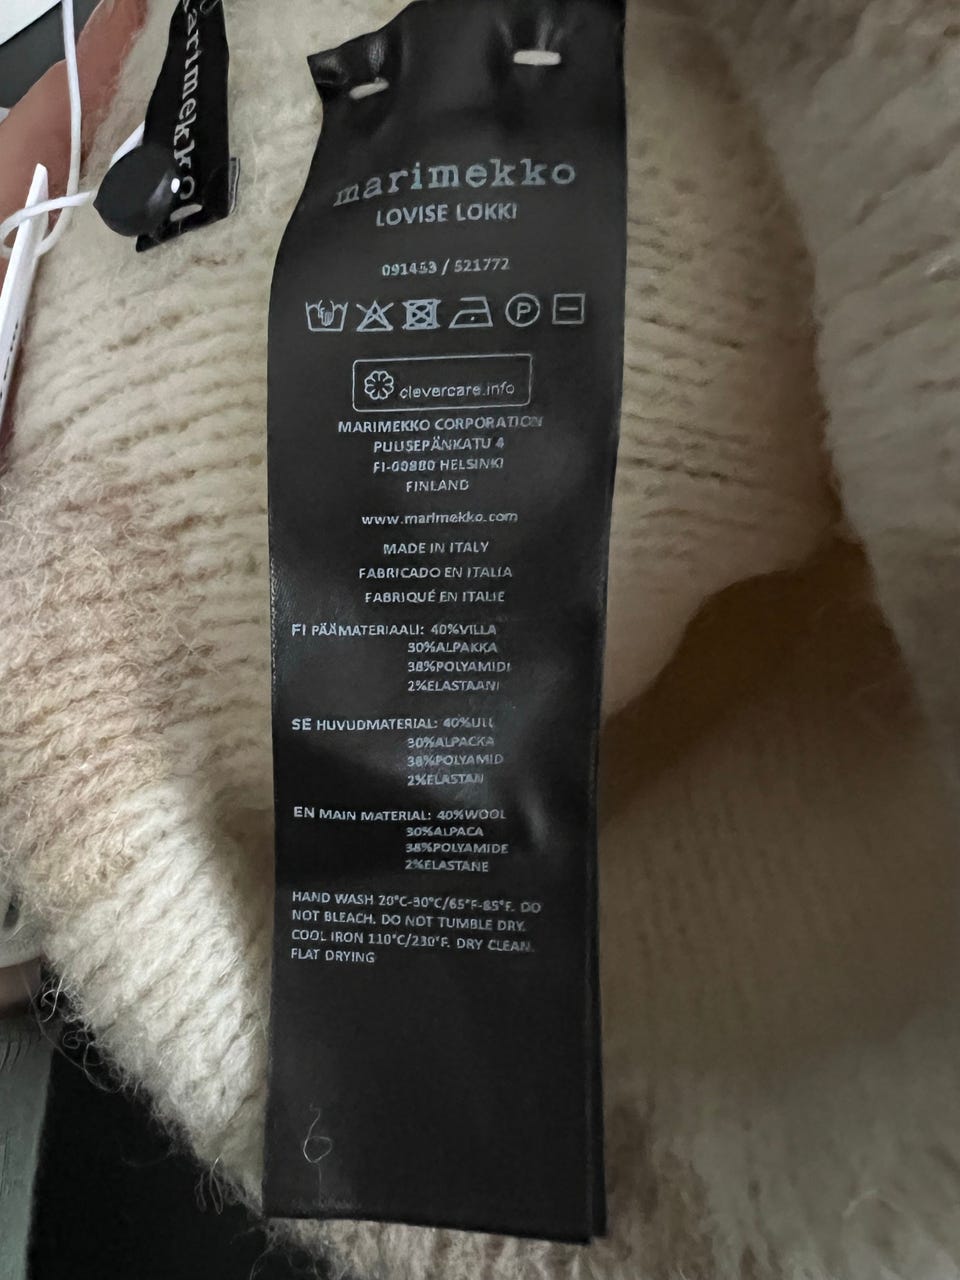 marimekko
marimekko
LOVISE LOKKI
091453 / 521772
P
clevercare.info
MARIMEKKO CORPORATION
PUUSEPÄNKATU 4
FI-00880 HELSINKI
FINLAND
www.marimekko.com
MADE IN ITALY
FABRICADO EN ITALIA
FABRIQUÉ EN ITALIE
FI PÄÄMATERIAALI: 40%VILLA
30%ALPAKKA
38%POLYAMIDI
2%ELASTAANI
SE HUVUDMATERIAL: 40%ULL
30%ALPACKA
38%POLYAMID
2%ELASTAN
EN MAIN MATERIAL: 40%WOOL
30%ALPACA
38%POLYAMIDE
2%ELASTANE
HAND WASH 20°C-30°C/65°F-85°F. DO
NOT BLEACH. DO NOT TUMBLE DRY.
COOL IRON 110°C/230°F. DRY CLEAN.
FLAT DRYING